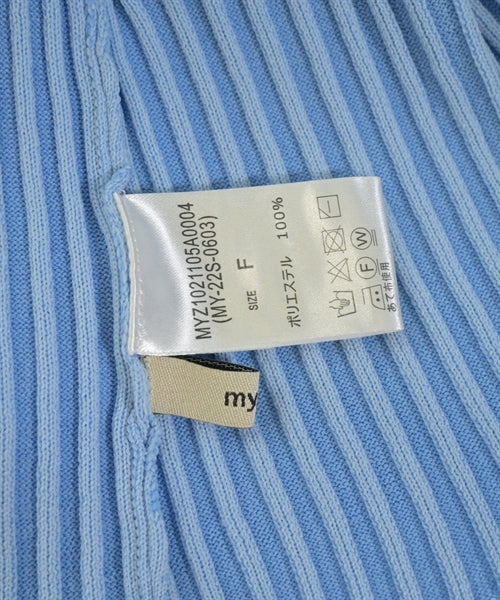 MYZ1021105A0004
(MY-22S-0603)
SIZE F
ポリエステル 100%
F W
あて布使用
my